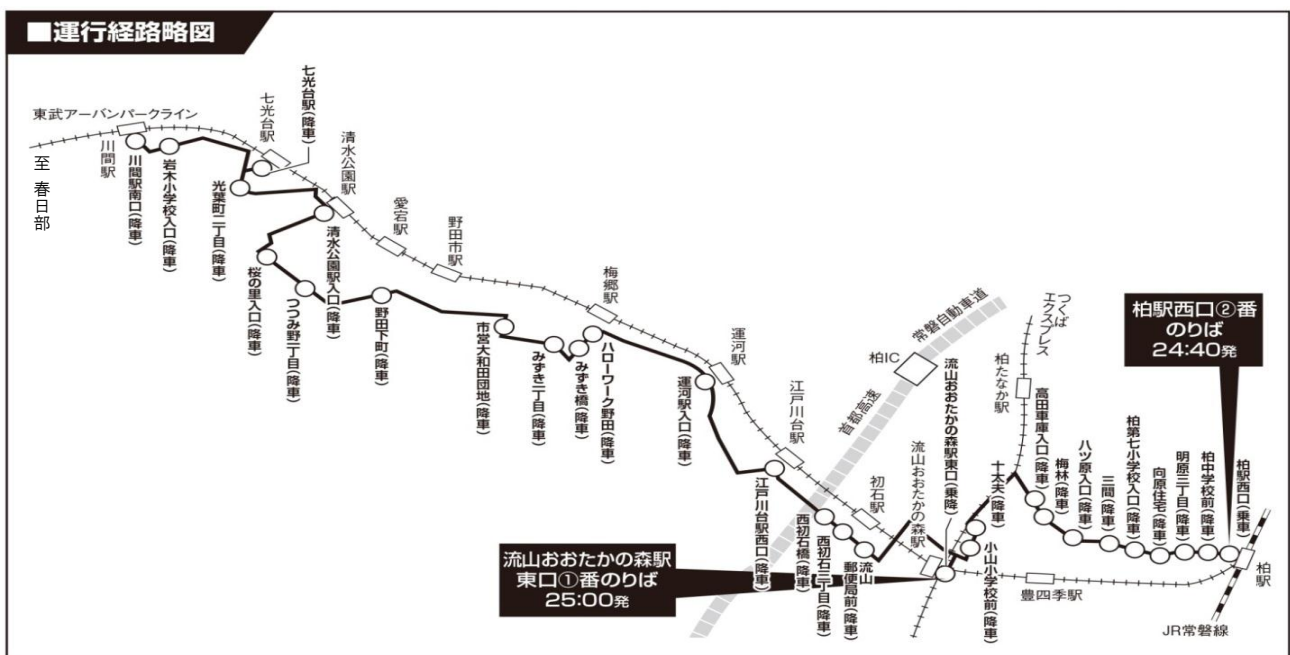 ■運行経路略図
東武アーバンパークライン
至 春日部
川間駅
川間駅南口(降車)
岩木小学校入口(降車)
七光台駅
七光台駅(降車)
光葉町二丁目(降車)
清水公園駅
清水公園駅入口(降車)
桜の里入口(降車)
つつみ野二丁目(降車)
愛宕駅
野田市駅
野田下町(降車)
市営大和田団地(降車)
みずき二丁目(降車)
みずき橋(降車)
ハローワーク野田(降車)
梅郷駅
運河駅
運河駅入口(降車)
江戸川台駅
江戸川台駅西口(降車)
常磐自動車道
柏IC
首都高速
初石駅
西初石橋(降車)
西初石二丁目(降車)
流山
郵便局前(降車)
流山おおたかの森駅
流山おおたかの森駅東口(乗降)
流山おおたかの森駅
東口①番のりば
25:00発
小山小学校前(降車)
十太夫(降車)
つくば
エクスプレス
柏たなか駅
高田車庫入口(降車)
梅林(降車)
八ツ原入口(降車)
三間(降車)
柏第七小学校入口(降車)
向原住宅(降車)
明原三丁目(降車)
柏中学校前(降車)
柏駅西口(乗車)
柏駅西口②番
のりば
24:40発
豊四季駅
柏駅
JR常磐線